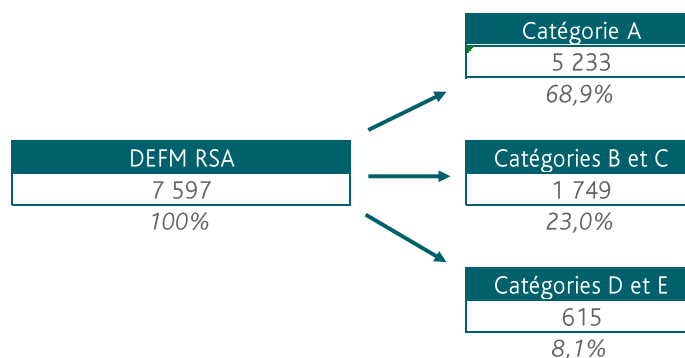 Catégorie A
5 233
68,9%
DEFM RSA
7 597
100%
Catégories B et C
1 749
23,0%
Catégories D et E
615
8,1%